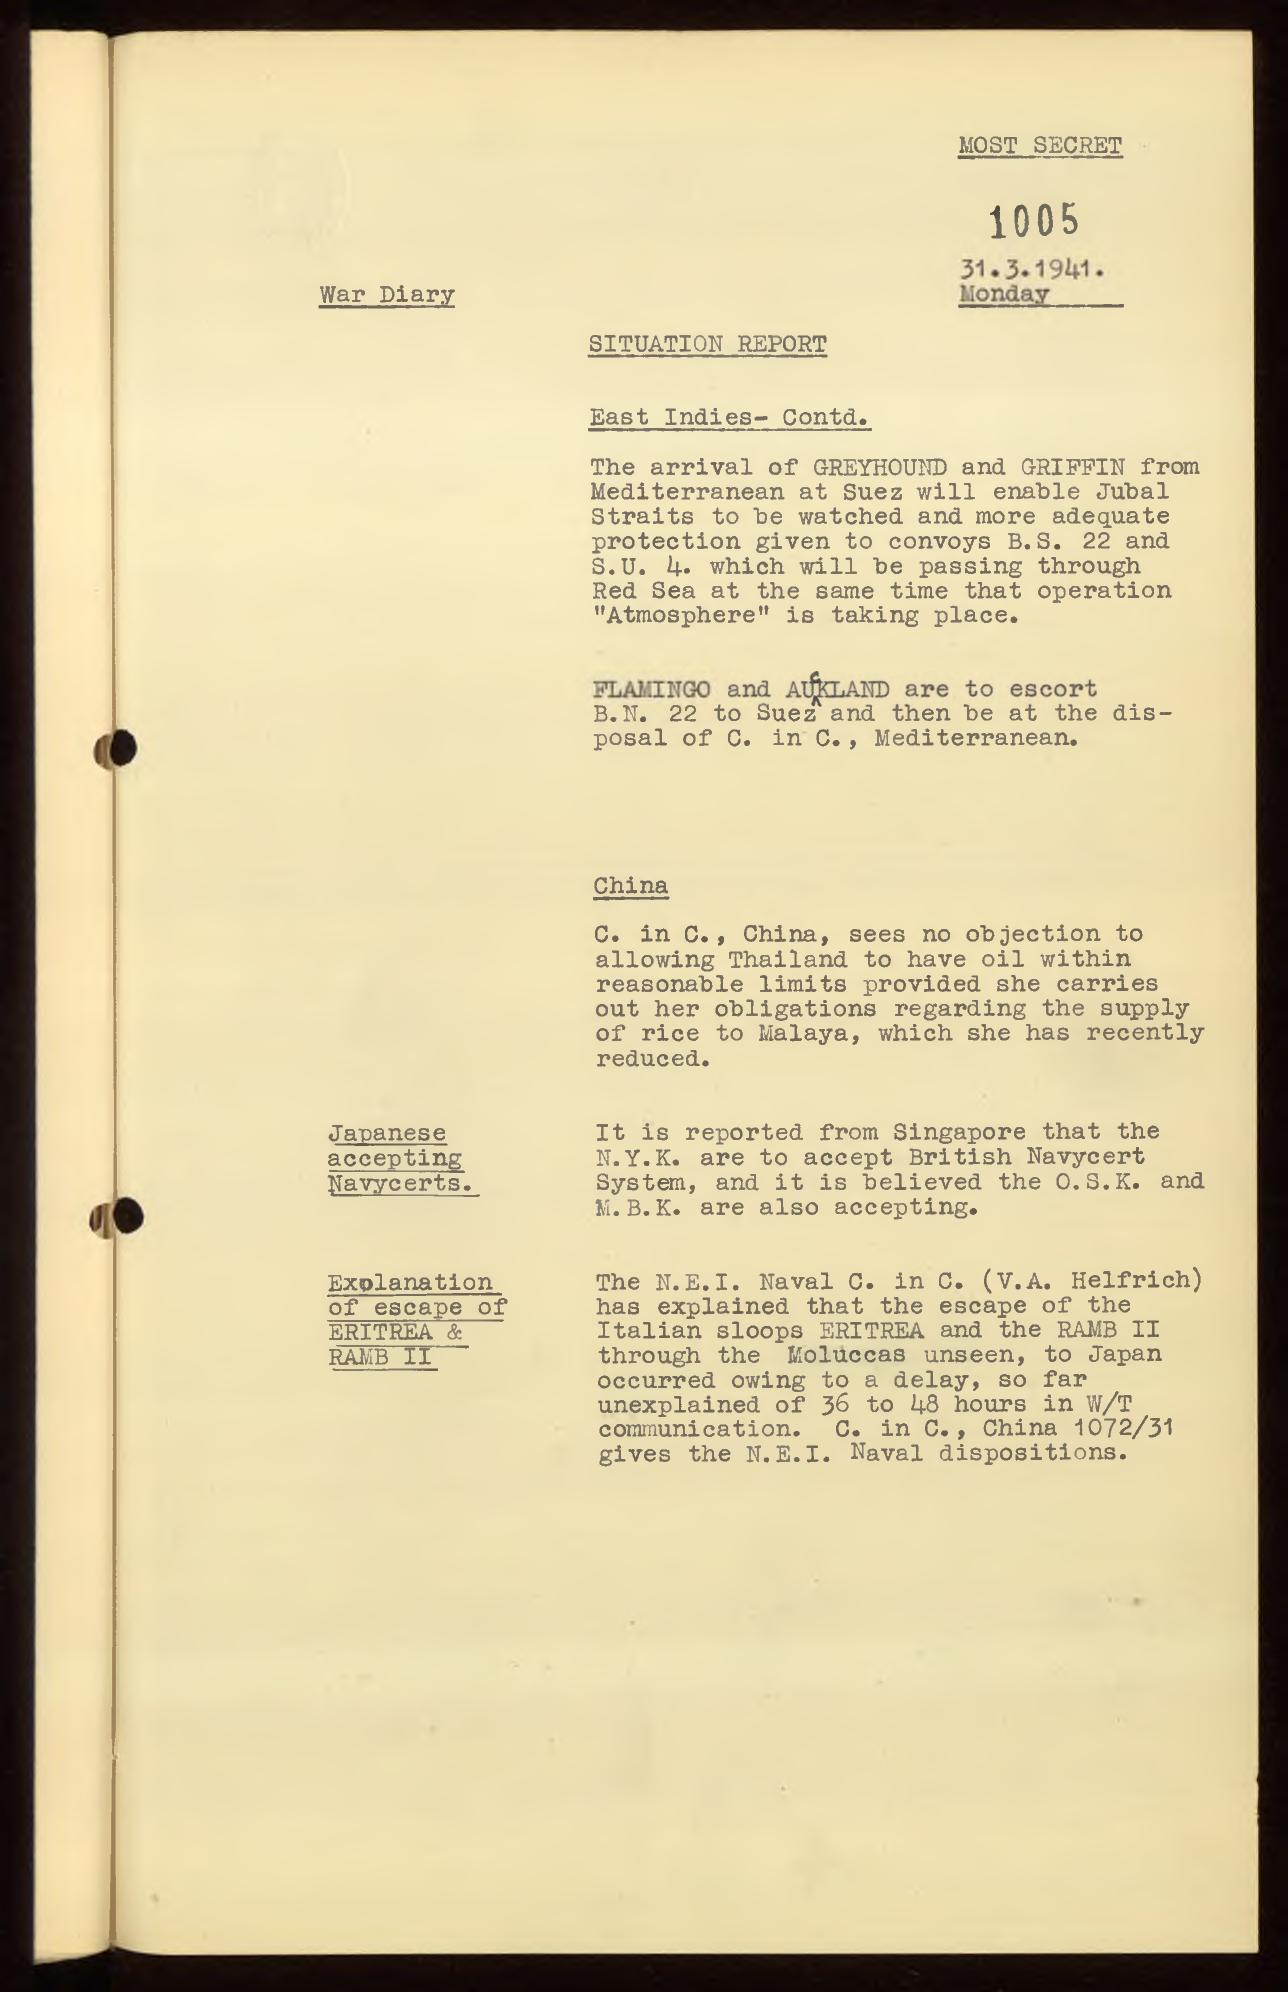 MOST SECRET
1005
31.3.1941.
Monday
War Diary
SITUATION REPORT
East Indies- Contd.
The arrival of GREYHOUND and GRIFFIN from
Mediterranean at Suez will enable Jubal
Straits to be watched and more adequate
protection given to convoys B.S. 22 and
S.U. 4. which will be passing through
Red Sea at the same time that operation
"Atmosphere" is taking place.
FLAMINGO and AUCKLAND are to escort
B.N. 22 to Suez and then be at the dis-
posal of C. in C., Mediterranean.
China
C. in C., China, sees no objection to
allowing Thailand to have oil within
reasonable limits provided she carries
out her obligations regarding the supply
of rice to Malaya, which she has recently
reduced.
Japanese
accepting
Navycerts.
It is reported from Singapore that the
N.Y.K. are to accept British Navycert
System, and it is believed the O.S.K. and
M.B.K. are also accepting.
Explanation
of escape of
ERITREA &
RAMB II
The N.E.I. Naval C. in C. (V.A. Helfrich)
has explained that the escape of the
Italian sloops ERITREA and the RAMB II
through the Moluccas unseen, to Japan
occurred owing to a delay, so far
unexplained of 36 to 48 hours in W/T
communication. C. in C., China 1072/31
gives the N.E.I. Naval dispositions.